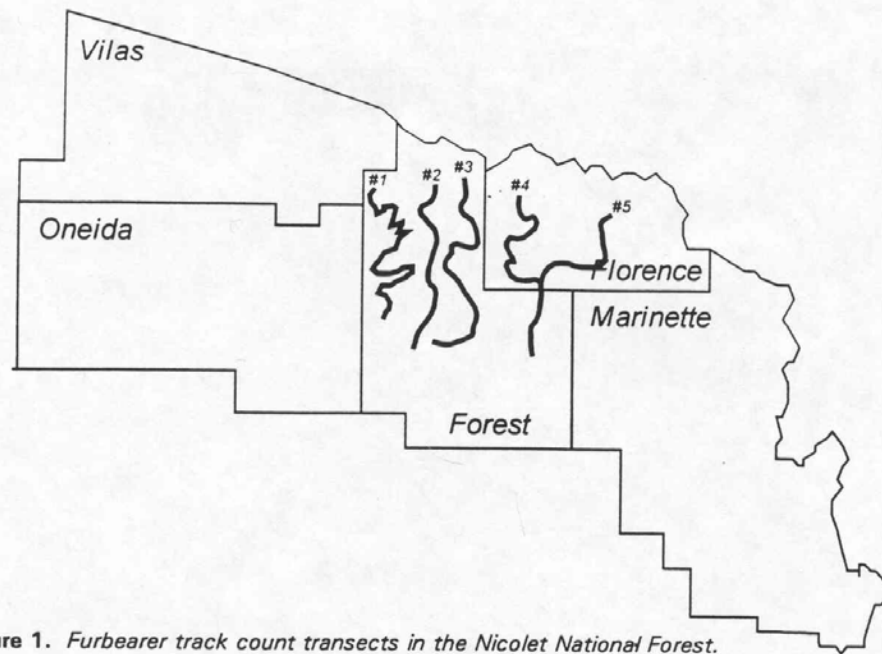 Vilas
#1
#2
#3
#4
#5
Oneida
Florence
Marinette
Forest
ure 1. Furbearer track count transects in the Nicolet National Forest.